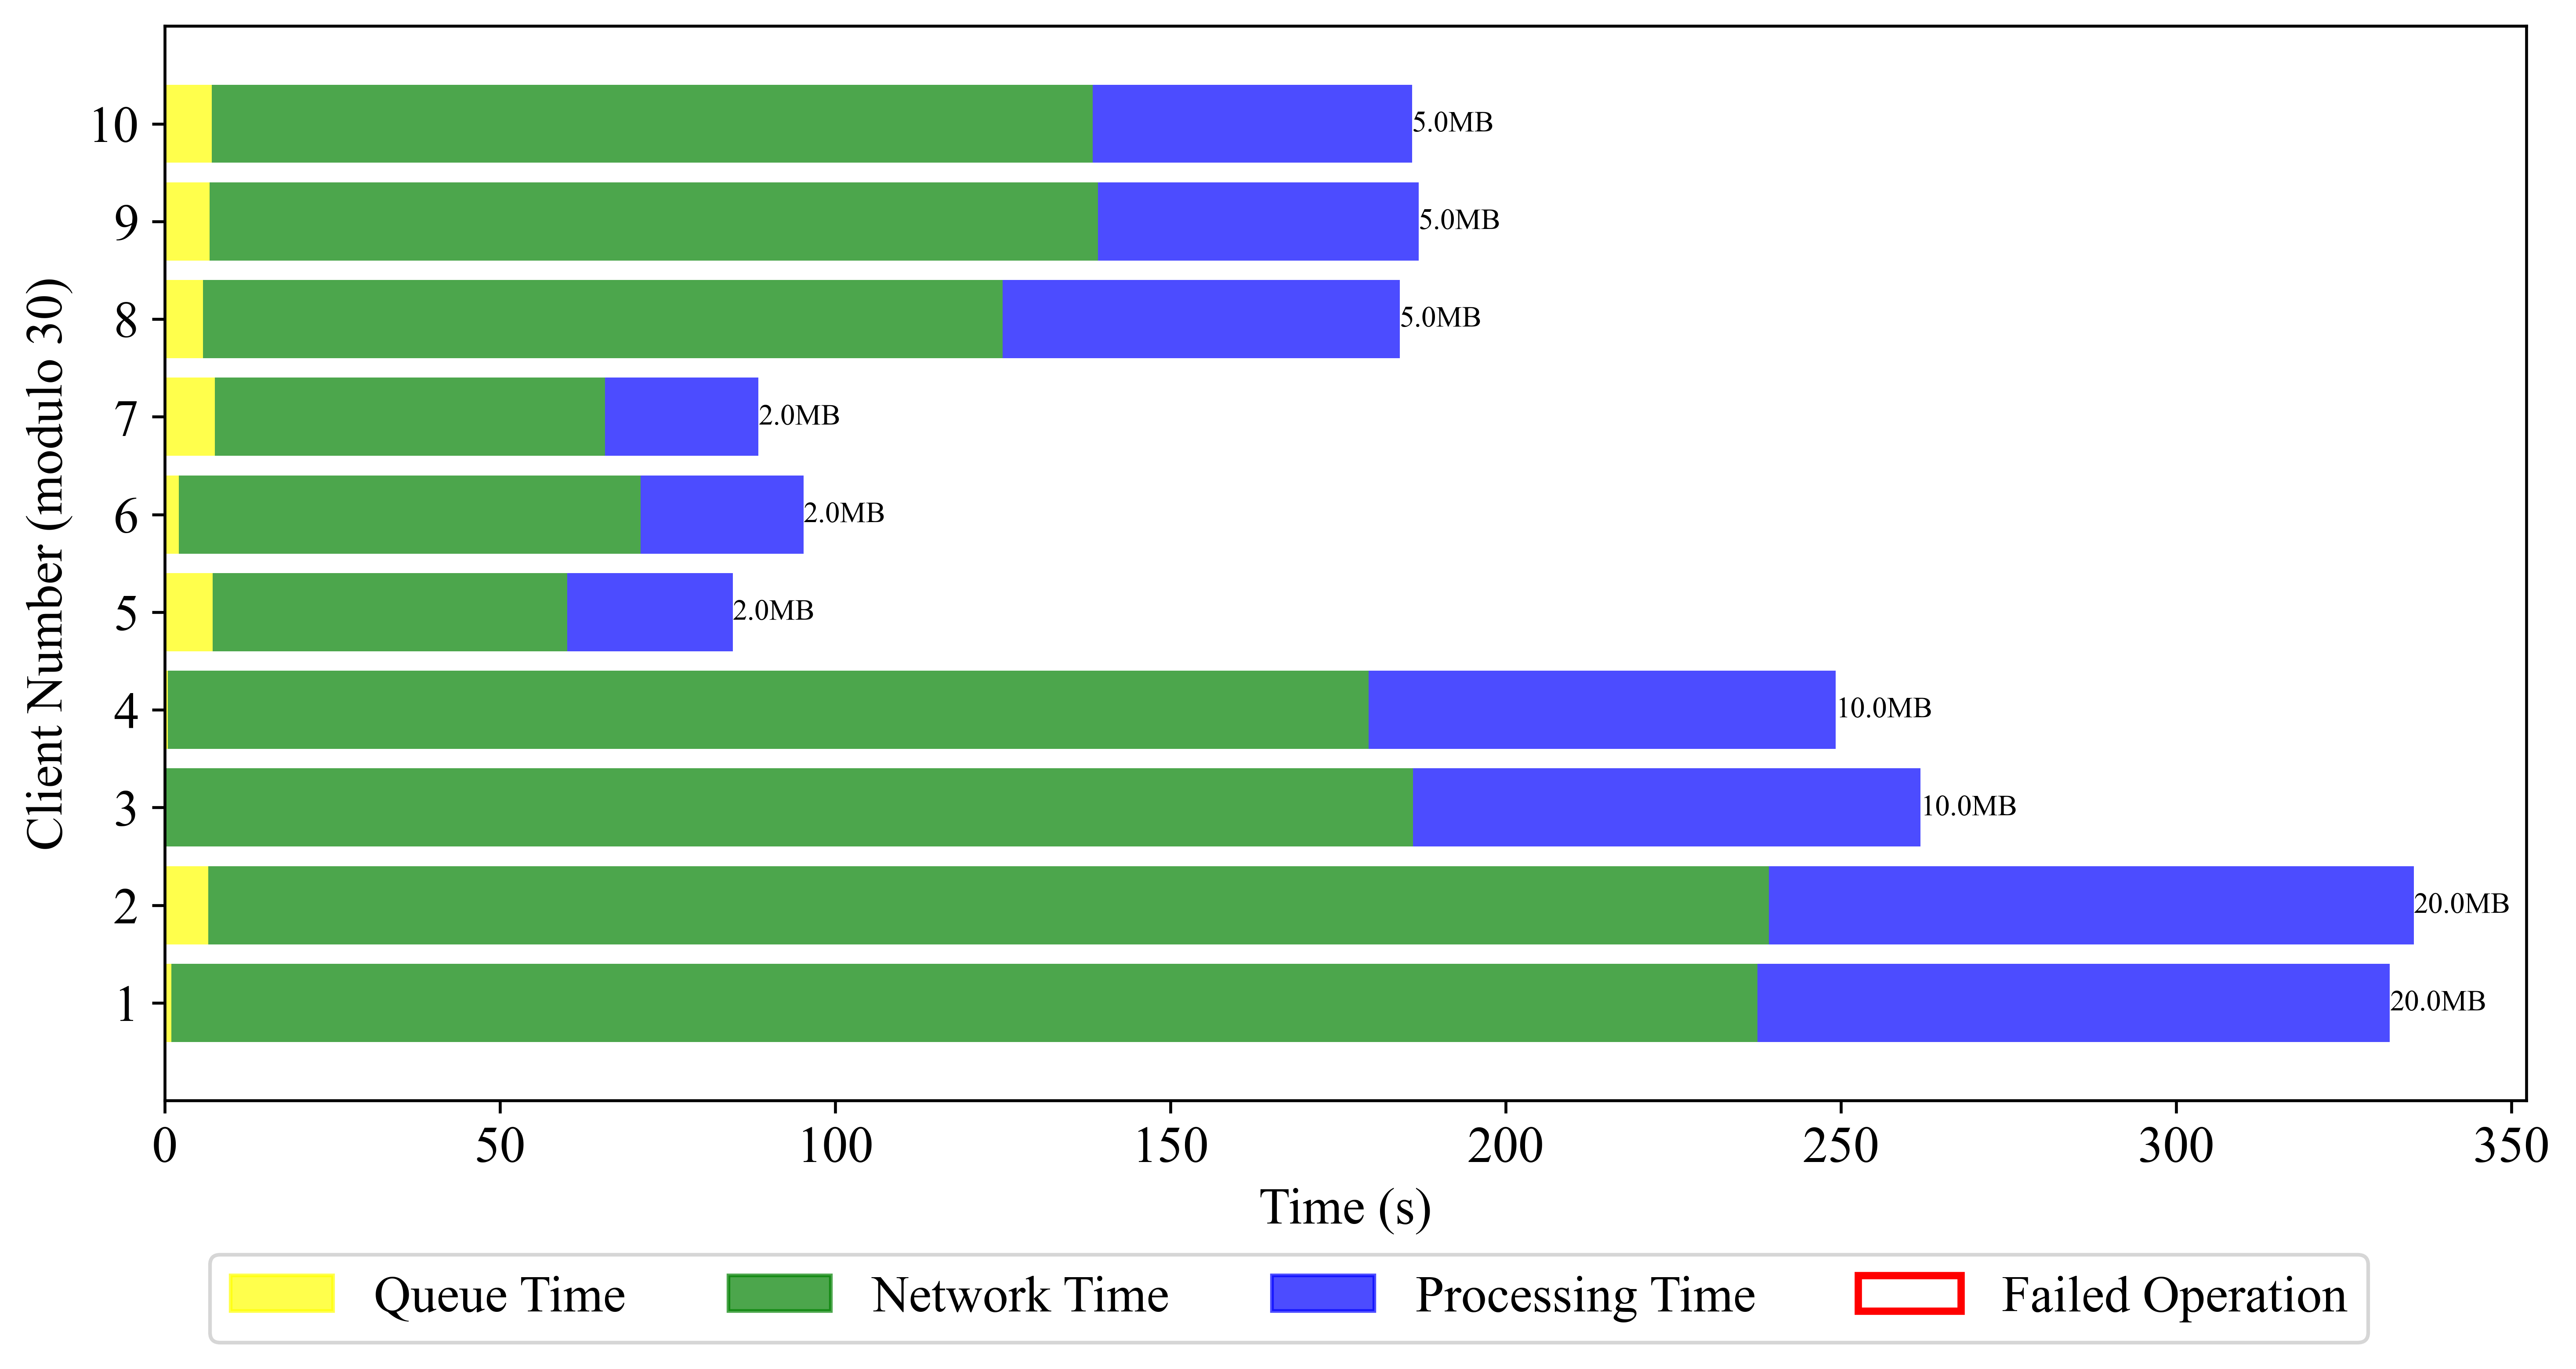 Client Number (modulo 30)
10
5.0MB
9
5.0MB
8
5.0MB
7
2.0MB
6
2.0MB
5
2.0MB
4
10.0MB
3
10.0MB
2
20.0MB
1
20.0MB
0 50 100 150 200 250 300 350
Time (s)
Queue Time Network Time Processing Time Failed Operation